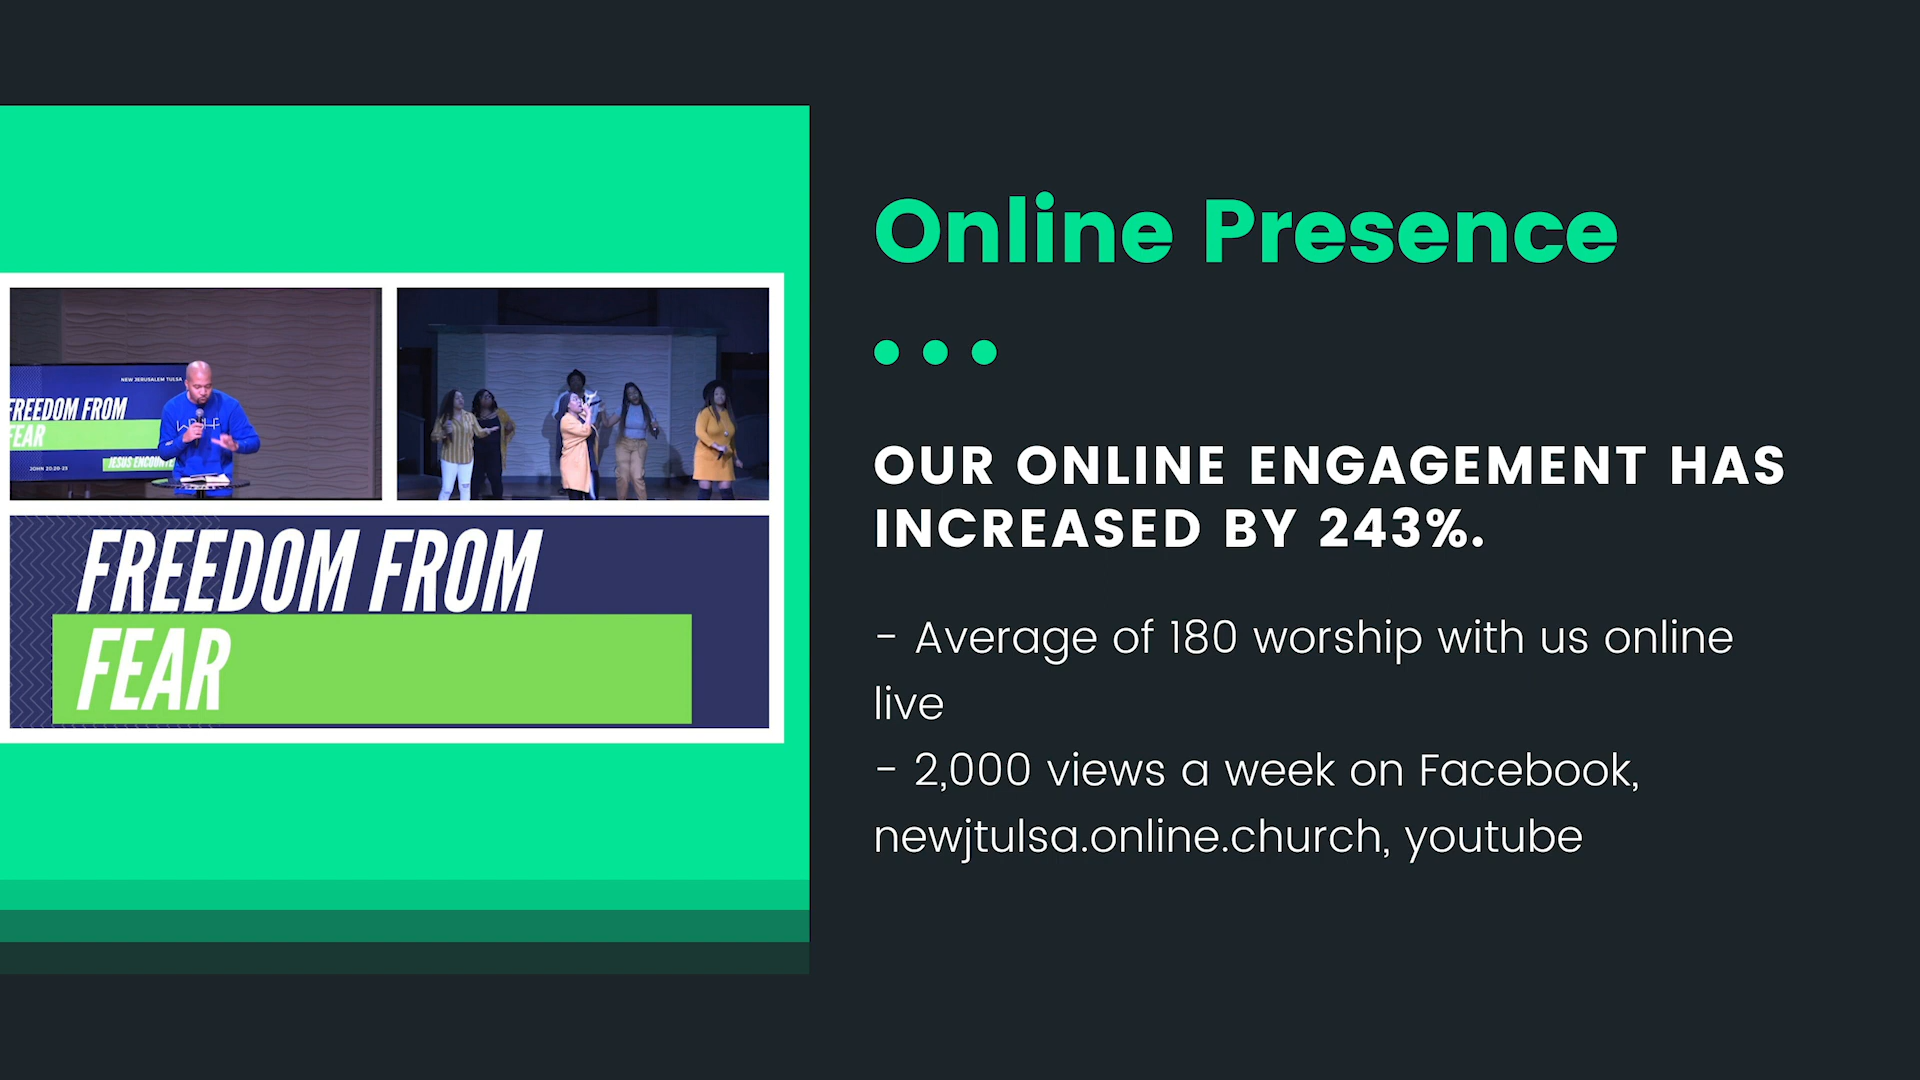 NEW JERUSALEM TULSA
FREEDOM FROM
FEAR
JOHN 20:20-23
FREEDOM FROM
FEAR
Online Presence
OUR ONLINE ENGAGEMENT HAS
INCREASED BY 243%.
- Average of 180 worship with us online
live
- 2,000 views a week on Facebook,
newjtulsa.online.church, youtube